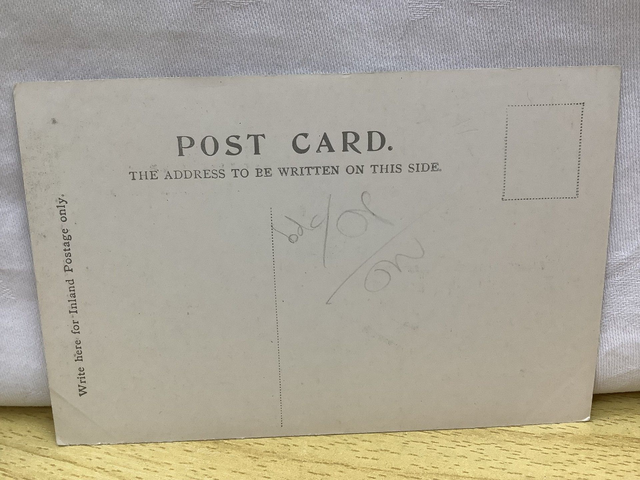 POST CARD.
THE ADDRESS TO BE WRITTEN ON THIS SIDE.
Write here for Inland Postage only.